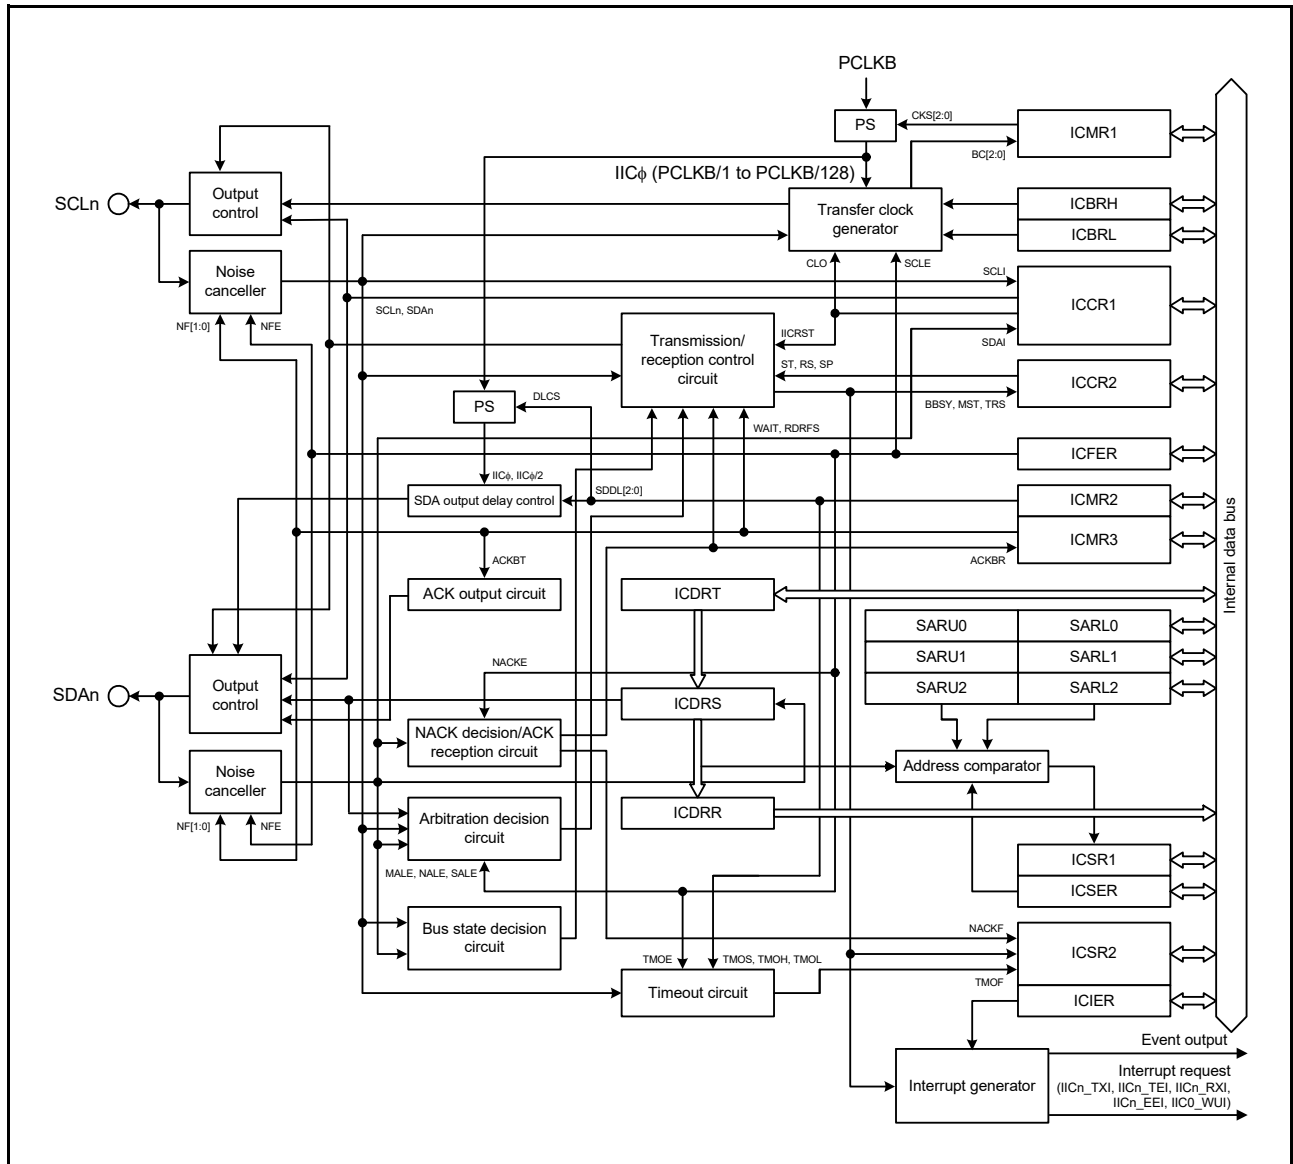 PCLKB
PS
CKS[2:0]
ICMR1
BC[2:0]
IICϕ (PCLKB/1 to PCLKB/128)
SCLn
Output
control
Transfer clock
generator
ICBRH
ICBRL
Noise
canceller
CLO
SCLE
SCLI
ICCR1
NF[1:0]
NFE
SCLn, SDAn
IICRST
SDAI
Transmission/
reception control
circuit
ST, RS, SP
ICCR2
BBSY, MST, TRS
PS
DLCS
WAIT, RDRFS
ICFER
IICϕ, IICϕ/2
SDA output delay control
SDDL[2:0]
ICMR2
ICMR3
ACKBR
ACKBT
ACK output circuit
ICDRT
Internal data bus
SARU0
SARL0
SARU1
SARL1
SARU2
SARL2
NACKE
SDAn
Output
control
ICDRS
NACK decision/ACK
reception circuit
Address comparator
Noise
canceller
ICDRR
NF[1:0]
NFE
Arbitration decision
circuit
MALE, NALE, SALE
ICSR1
ICSER
Bus state decision
circuit
NACKF
ICSR2
TMOE
TMOS, TMOH, TMOL
TMOF
Timeout circuit
ICIER
Event output
Interrupt generator
Interrupt request
(IICn_TXI, IICn_TEI, IICn_RXI,
IICn_EEI, IIC0_WUI)